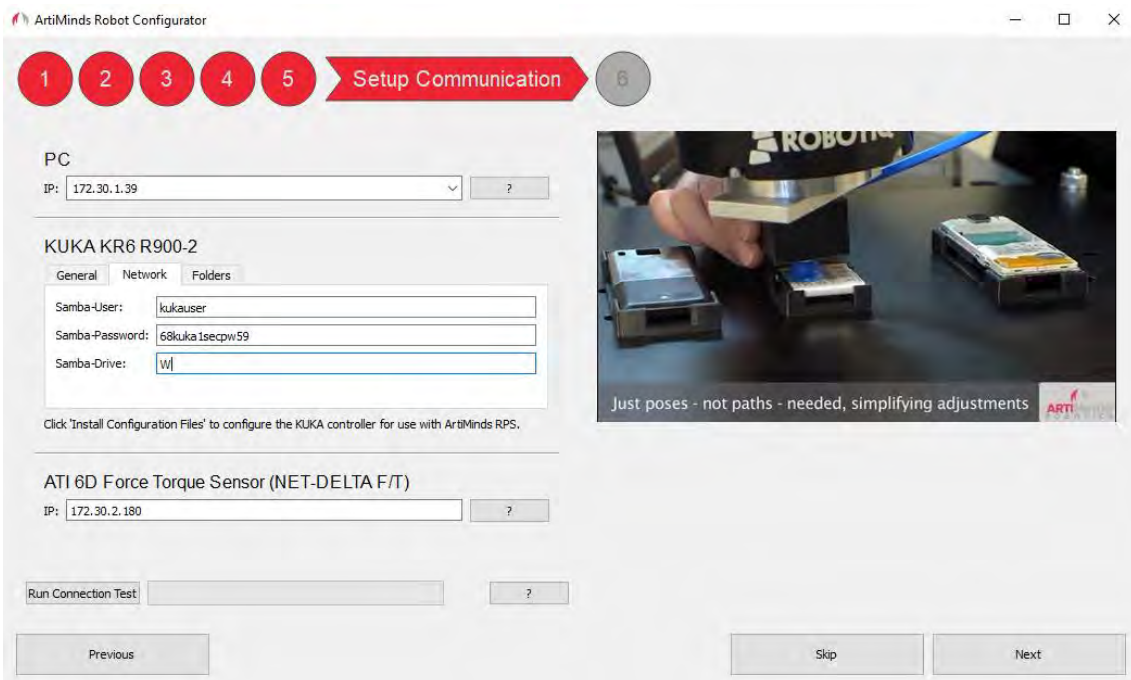 ArtiMinds Robot Configurator
1 2 3 4 5 Setup Communication 6
PC
IP: 172.30.1.39 ?
KUKA KR6 R900-2
General Network Folders
Samba-User: kukauser
Samba-Password: 68kuka1secpw59
Samba-Drive: W
Click 'Install Configuration Files' to configure the KUKA controller for use with ArtiMinds RPS.
ATI 6D Force Torque Sensor (NET-DELTA F/T)
IP: 172.30.2.180 ?
Run Connection Test ?
Previous Skip Next
ROBOTIQ
Just poses - not paths - needed, simplifying adjustments